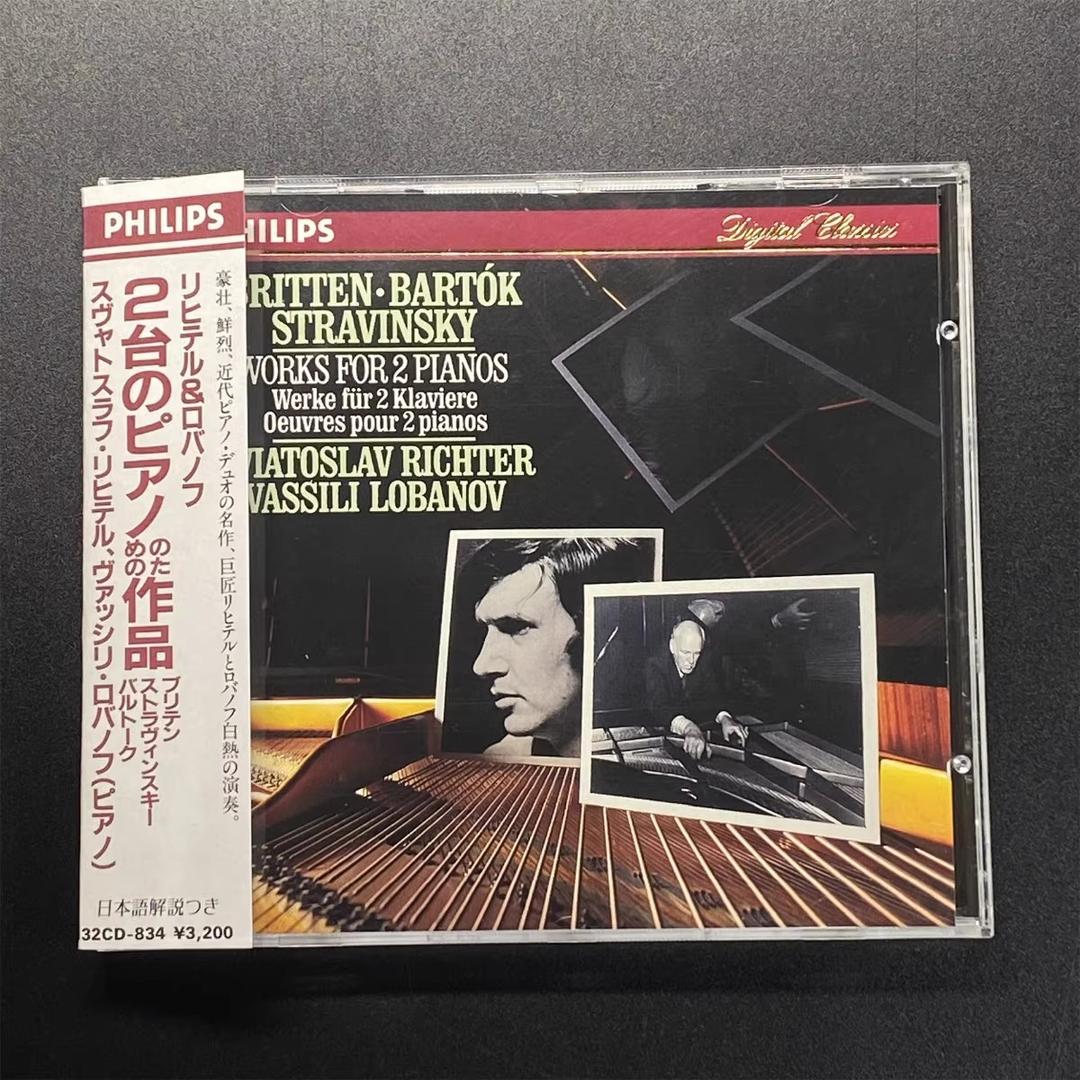 PHILIPS
豪壮、鮮烈、近代ピアノ・デュオの名作、巨匠リヒテルとロバノフ白熱の演奏。
リヒテル&ロバノフ
2台のピアノのための作品
ブリテン
ストラヴィンスキー
バルトーク
スヴャトスラフ・リヒテル、ヴァッシリ・ロバノフ(ピアノ)
日本語解説つき
32CD-834 ¥3,200
HILIPS
Digital Classics
RITTEN・BARTÓK
STRAVINSKY
WORKS FOR 2 PIANOS
Werke für 2 Klaviere
Oeuvres pour 2 pianos
VIATOSLAV RICHTER
VASSILI LOBANOV